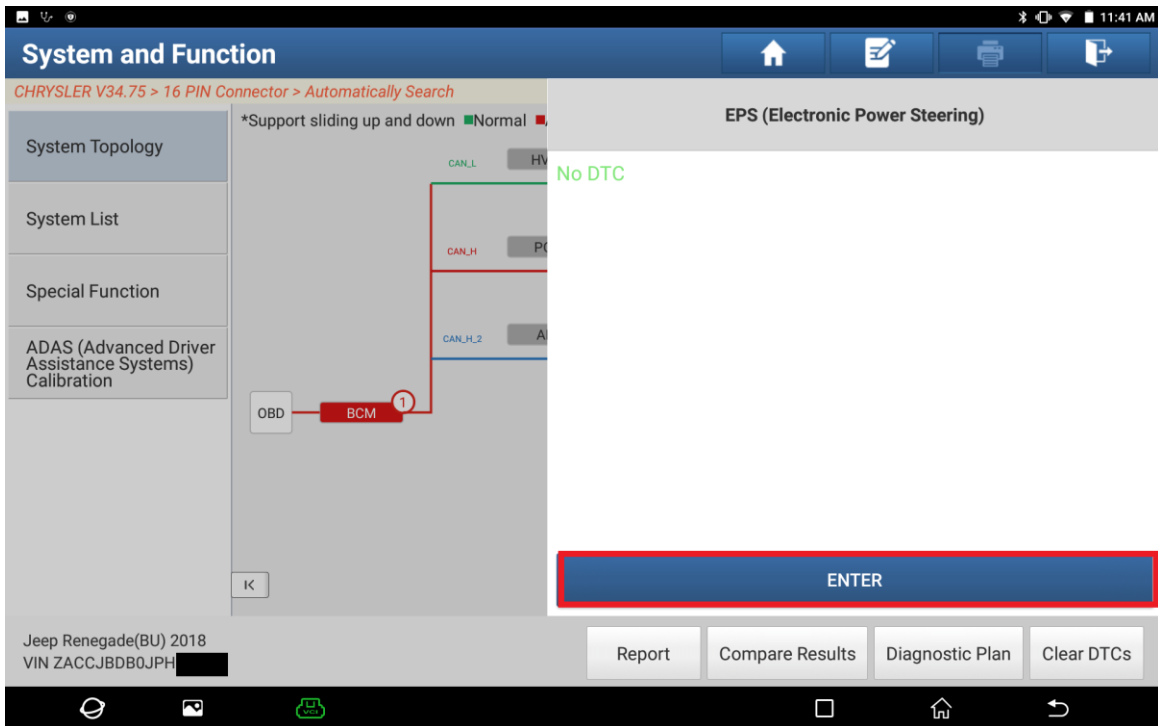 11:41 AM
System and Function
CHRYSLER V34.75 > 16 PIN Connector > Automatically Search
System Topology
System List
Special Function
ADAS (Advanced Driver
Assistance Systems)
Calibration
*Support sliding up and down ■Normal
CAN_L
HV
CAN_H
CAN_H_2
OBD
BCM
1
EPS (Electronic Power Steering)
No DTC
ENTER
Jeep Renegade(BU) 2018
VIN ZACCJBDB0JPH
Report
Compare Results
Diagnostic Plan
Clear DTCs
VCI